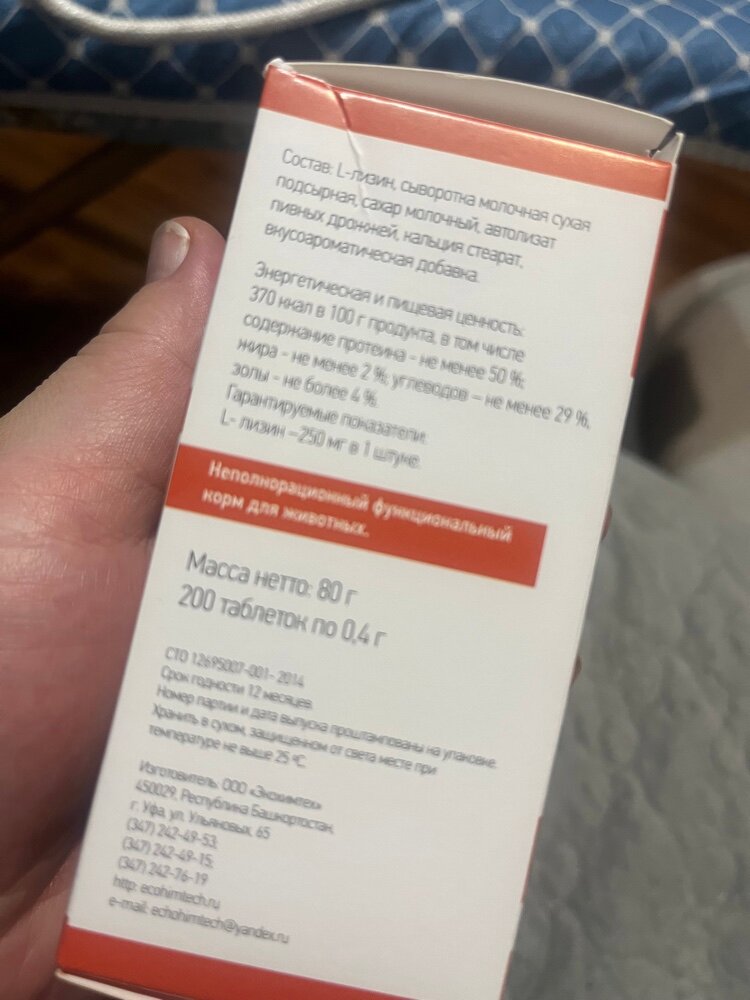 Состав: L-лизин, сыворотка молочная сухая
подсырная, сахар молочный, автолизат
пивных дрожжей, кальция стеарат,
вкусоароматическая добавка.
Энергетическая и пищевая ценность:
370 ккал в 100 г продукта, в том числе
содержание протеина - не менее 50 %;
жира - не менее 2 %; углеводов – не менее 29 %,
золы - не более 4 %.
Гарантируемые показатели:
L- лизин –250 мг в 1 штуке.
Неполнорационный функциональный
корм для животных.
Масса нетто: 80 г
200 таблеток по 0,4 г
СТО 12695007-001- 2014
Срок годности 12 месяцев.
Номер партии и дата выпуска проштампованы на упаковке.
Хранить в сухом, защищенном от света месте при
температуре не выше 25 ºС.
Изготовитель: ООО «Экохимтех»
450029, Республика Башкортостан,
г. Уфа, ул. Ульяновых, 65
(347) 242-49-53,
(347) 242-49-15;
(347) 242-76-19
http: ecohimtech.ru
e-mail: echohimtech@yandex.ru